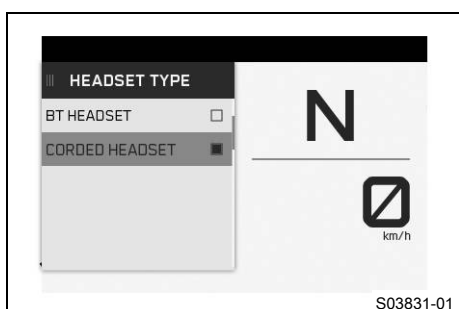 HEADSET TYPE
BT HEADSET
CORDED HEADSET
N
0
km/h
S03831-01